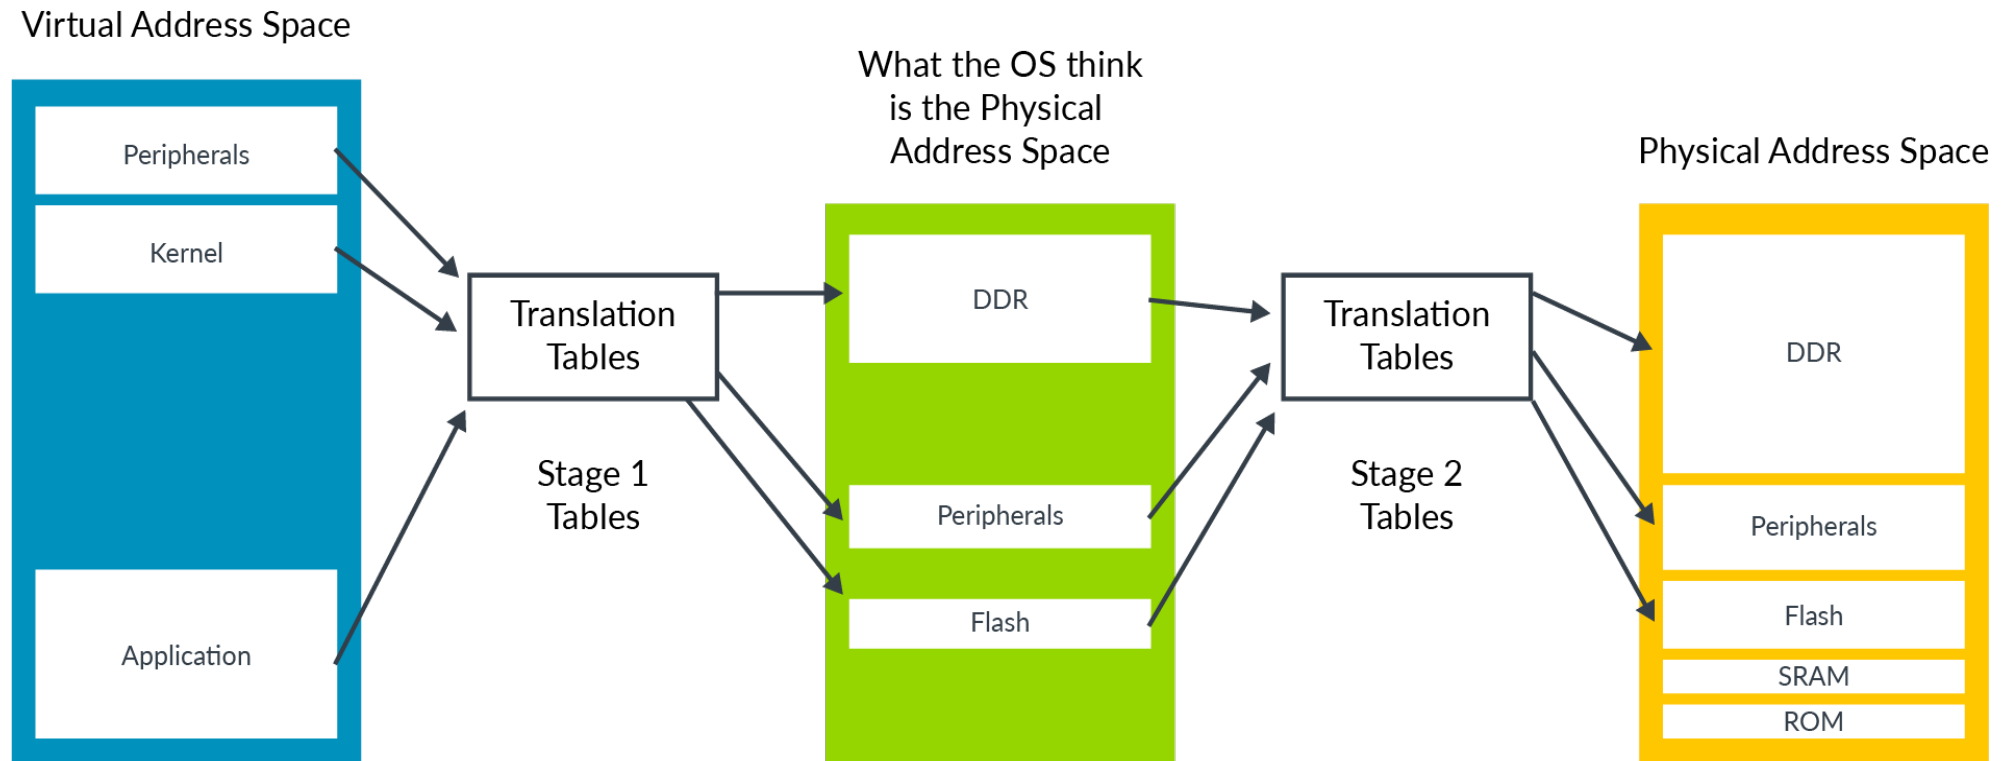 Virtual Address Space
Peripherals
Kernel
Application
Translation
Tables
Stage 1
Tables
What the OS think
is the Physical
Address Space
DDR
Peripherals
Flash
Translation
Tables
Stage 2
Tables
Physical Address Space
DDR
Peripherals
Flash
SRAM
ROM